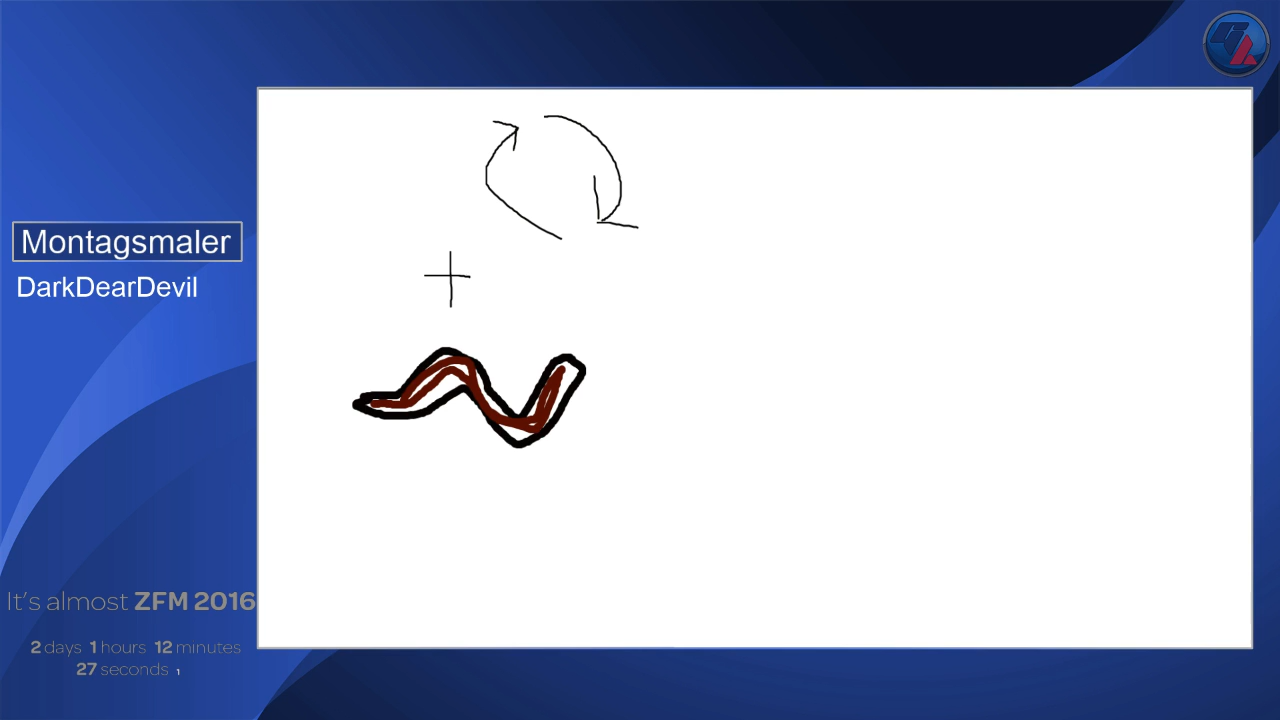 Montagsmaler
DarkDearDevil
It's almost ZFM 2016
2 days 1 hours 12 minutes
27 seconds 1